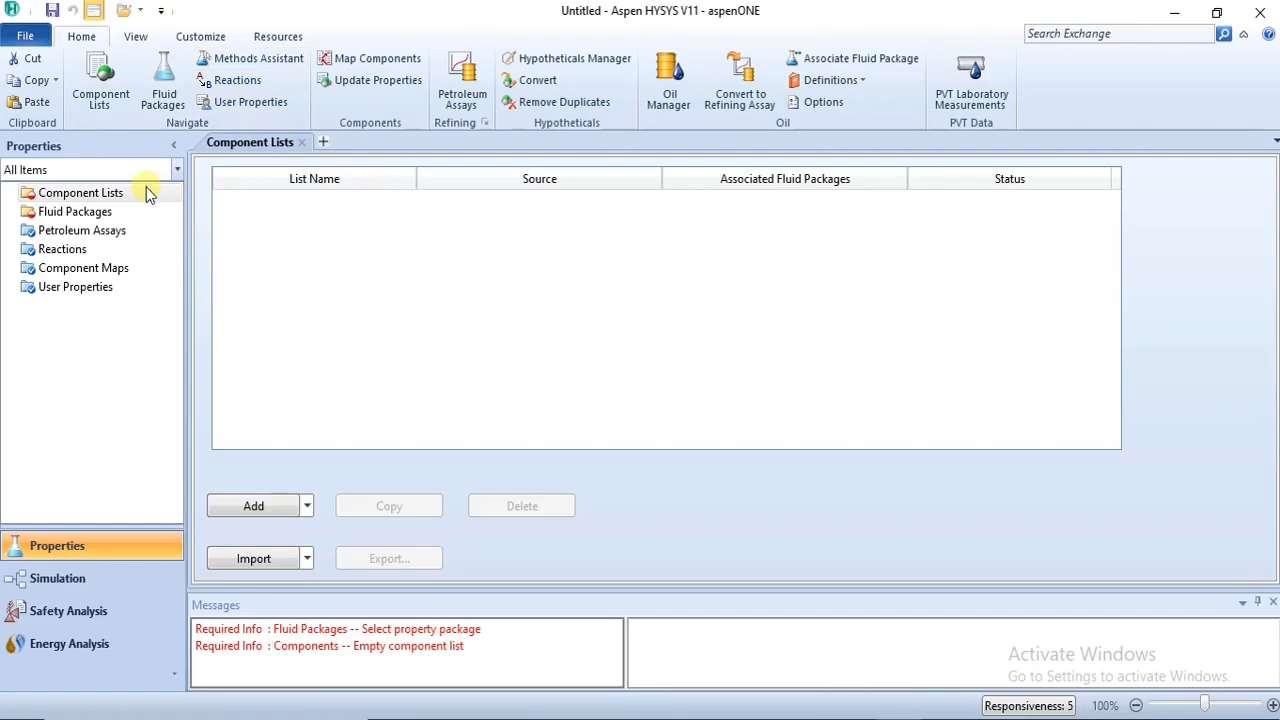 Untitled - Aspen HYSYS V11 - aspenONE
File Home View Customize Resources Search Exchange
Cut
Copy
Paste
Clipboard
Component Lists
Fluid Packages
Methods Assistant
Reactions
User Properties
Navigate
Map Components
Update Properties
Components
Petroleum Assays
Refining
Hypotheticals Manager
Convert
Remove Duplicates
Hypotheticals
Oil Manager
Convert to Refining Assay
Associate Fluid Package
Definitions
Options
Oil
PVT Laboratory Measurements
PVT Data
Properties
All Items
Component Lists
Fluid Packages
Petroleum Assays
Reactions
Component Maps
User Properties
Properties
Simulation
Safety Analysis
Energy Analysis
Component Lists
List Name Source Associated Fluid Packages Status
Add Copy Delete
Import Export...
Messages
Required Info : Fluid Packages -- Select property package
Required Info : Components -- Empty component list
Activate Windows
Go to Settings to activate Windows.
Responsiveness: 5 100%